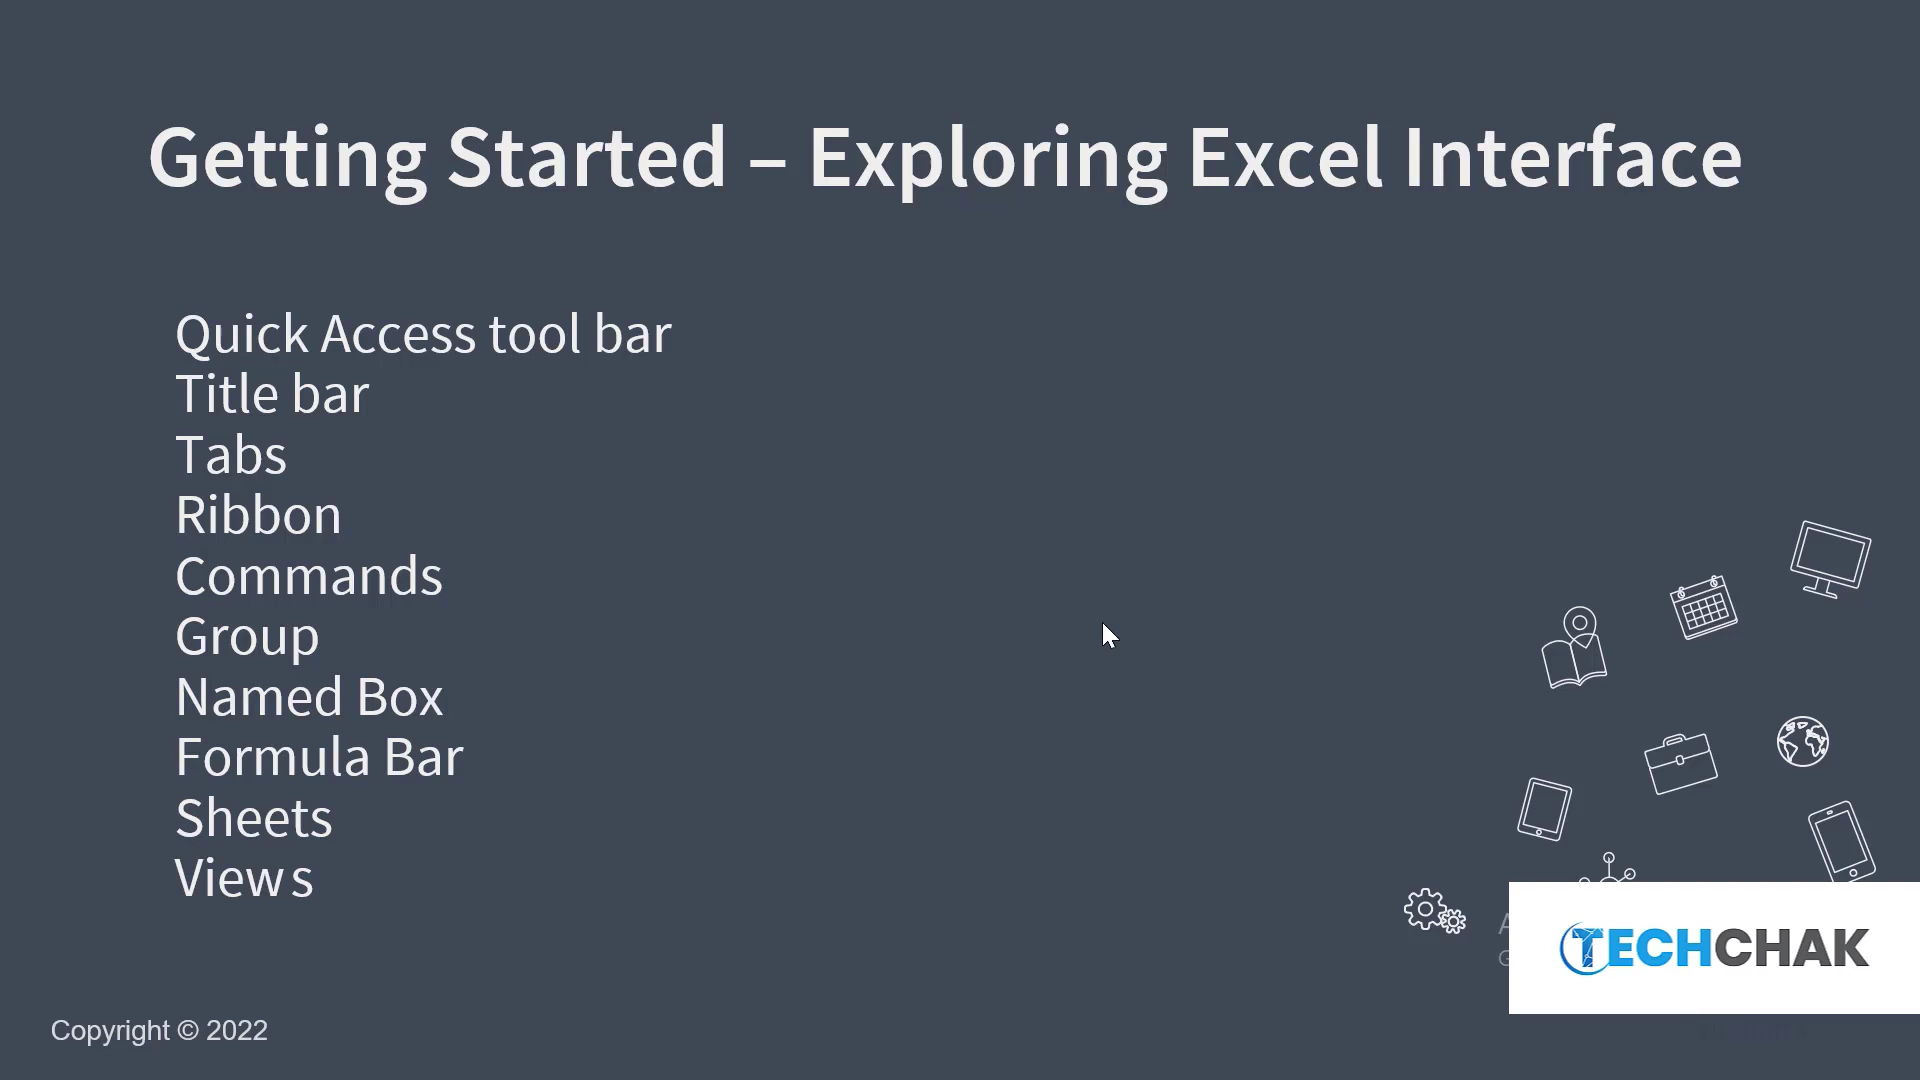 Getting Started – Exploring Excel Interface
Quick Access tool bar
Title bar
Tabs
Ribbon
Commands
Group
Named Box
Formula Bar
Sheets
Views
TECHCHAK
Copyright © 2022